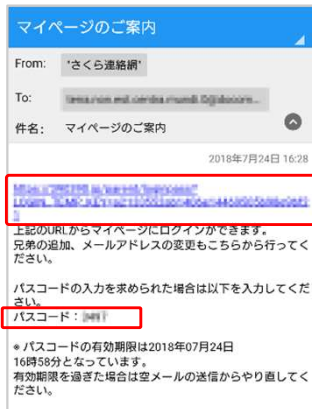 マイページのご案内
From: "さくら連絡網"
To:
件名: マイページのご案内
2018年7月24日 16:28
上記のURLからマイページにログインができます。
兄弟の追加、メールアドレスの変更もこちらから行ってく
ださい。
パスコードの入力を求められた場合は以下を入力してくだ
さい。
パスコード：
※ パスコードの有効期限は2018年07月24日
16時58分となっています。
有効期限を過ぎた場合は空メールの送信からやり直してく
ださい。